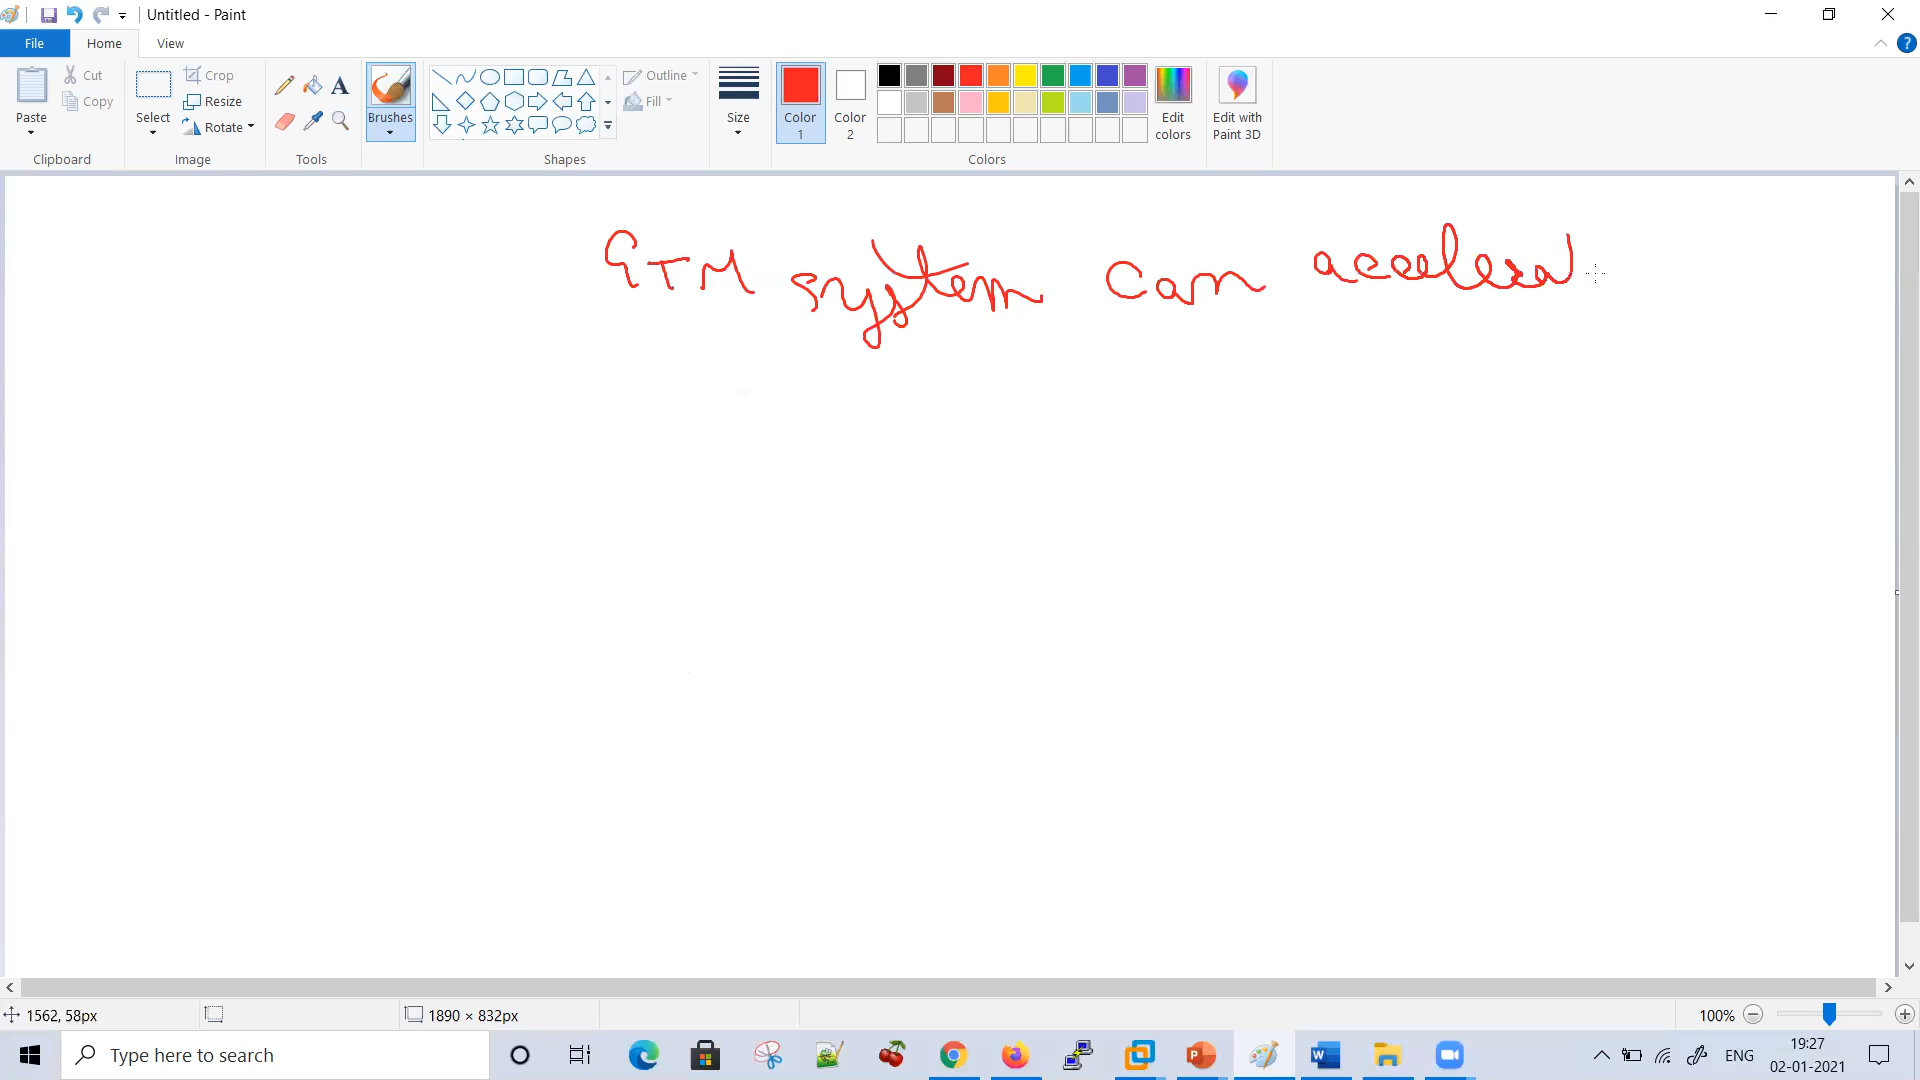 Untitled - Paint
File Home View
Paste Cut Copy Clipboard
Select Crop Resize Rotate Image
Tools
Brushes
Outline Fill Shapes
Size
Color 1 Color 2 Edit colors Colors
Edit with Paint 3D
GTM system can
1562, 58px 1890 × 832px 100%
Type here to search ENG 19:27
02-01-2021